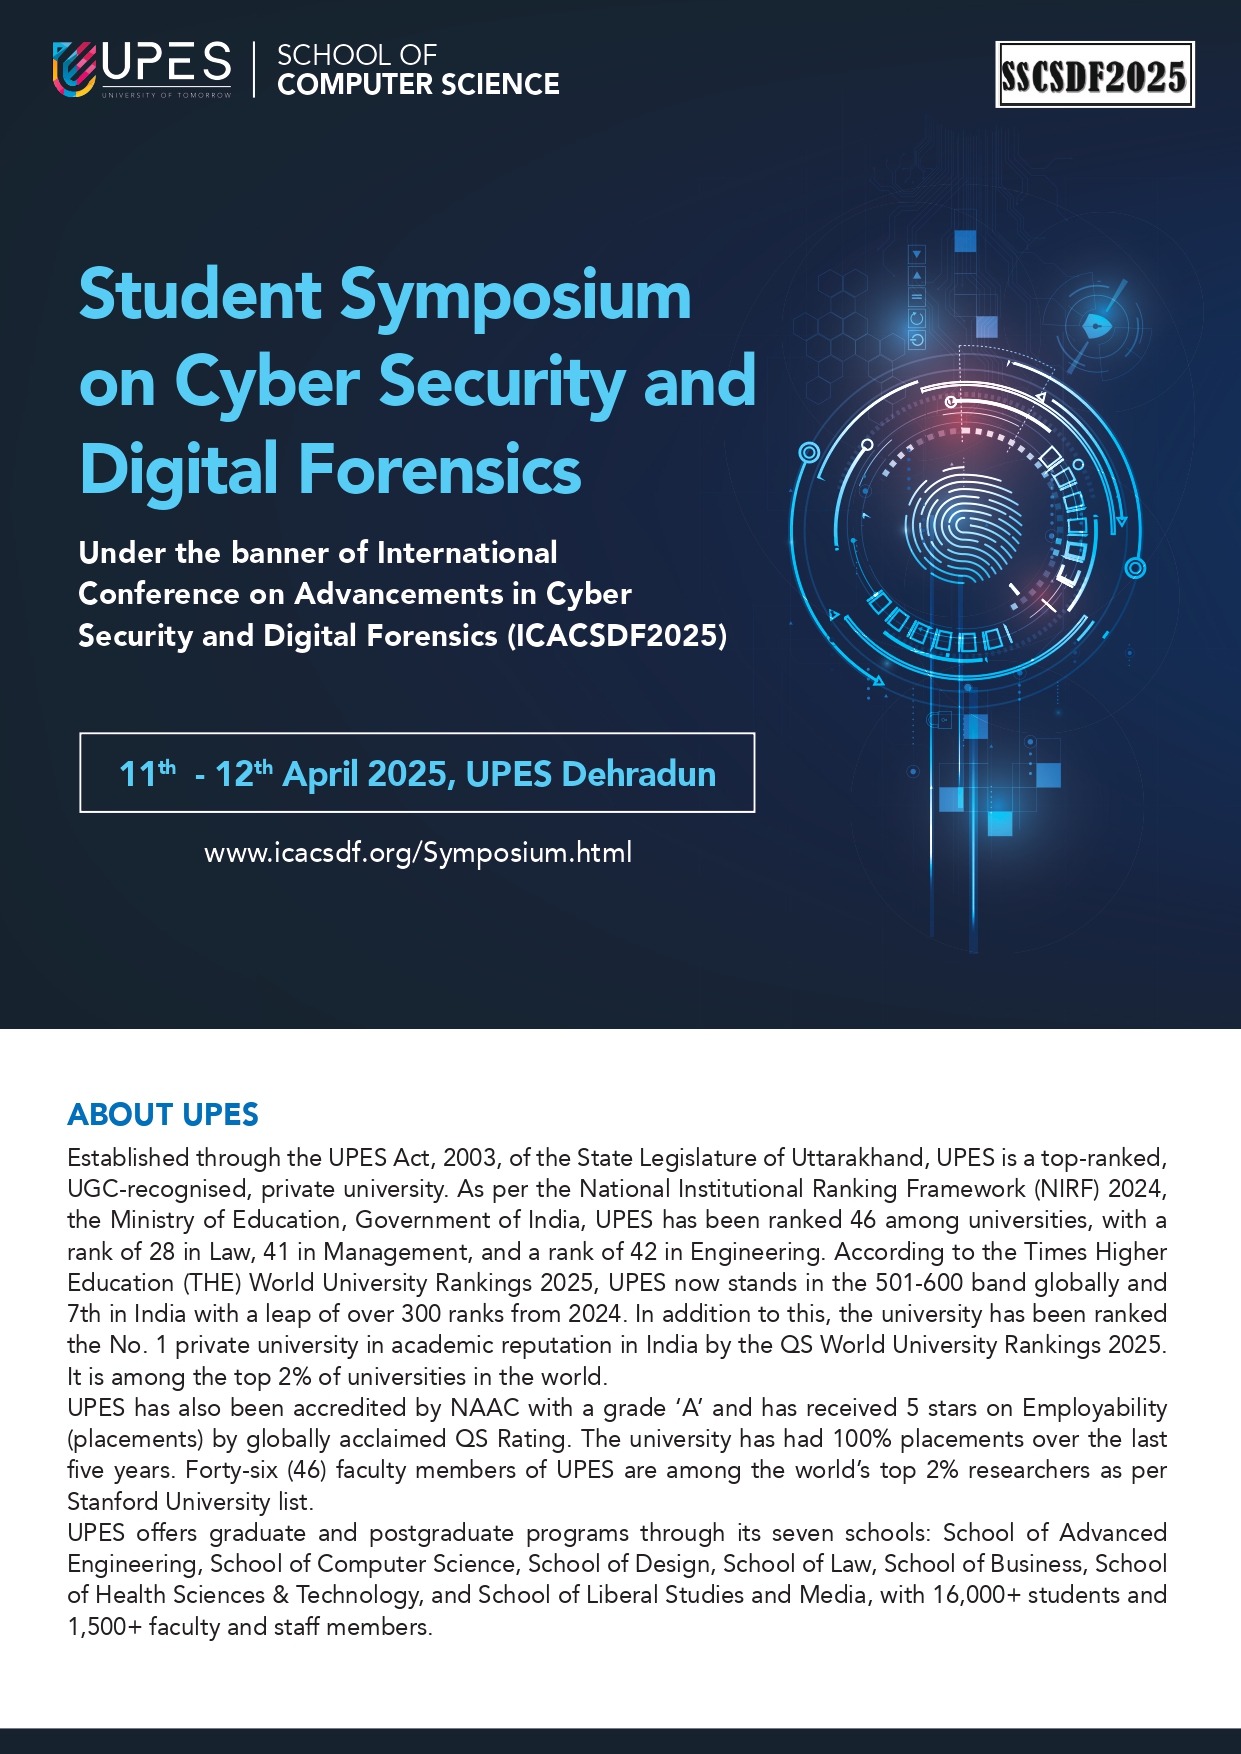 UPES
UNIVERSITY OF TOMORROW
SCHOOL OF
COMPUTER SCIENCE
SSCSDF2025
Student Symposium
on Cyber Security and
Digital Forensics
Under the banner of International
Conference on Advancements in Cyber
Security and Digital Forensics (ICACSDF2025)
11th - 12th April 2025, UPES Dehradun
www.icacsdf.org/Symposium.html
ABOUT UPES
Established through the UPES Act, 2003, of the State Legislature of Uttarakhand, UPES is a top-ranked,
UGC-recognised, private university. As per the National Institutional Ranking Framework (NIRF) 2024,
the Ministry of Education, Government of India, UPES has been ranked 46 among universities, with a
rank of 28 in Law, 41 in Management, and a rank of 42 in Engineering. According to the Times Higher
Education (THE) World University Rankings 2025, UPES now stands in the 501-600 band globally and
7th in India with a leap of over 300 ranks from 2024. In addition to this, the university has been ranked
the No. 1 private university in academic reputation in India by the QS World University Rankings 2025.
It is among the top 2% of universities in the world.
UPES has also been accredited by NAAC with a grade ‘A’ and has received 5 stars on Employability
(placements) by globally acclaimed QS Rating. The university has had 100% placements over the last
five years. Forty-six (46) faculty members of UPES are among the world’s top 2% researchers as per
Stanford University list.
UPES offers graduate and postgraduate programs through its seven schools: School of Advanced
Engineering, School of Computer Science, School of Design, School of Law, School of Business, School
of Health Sciences & Technology, and School of Liberal Studies and Media, with 16,000+ students and
1,500+ faculty and staff members.